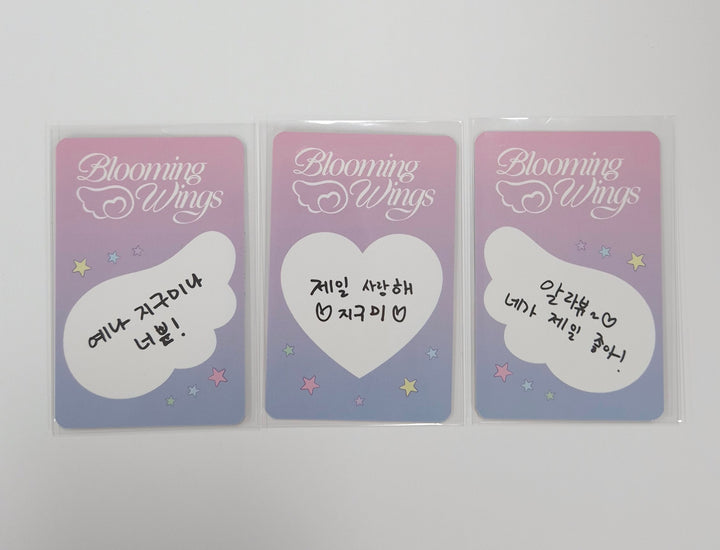 Blooming
Wings
예나 지구미나
너뿐!
Blooming
Wings
제일 사랑해
♡지구미♡
Blooming
Wings
알라뷰~♡
네가 제일 좋아!